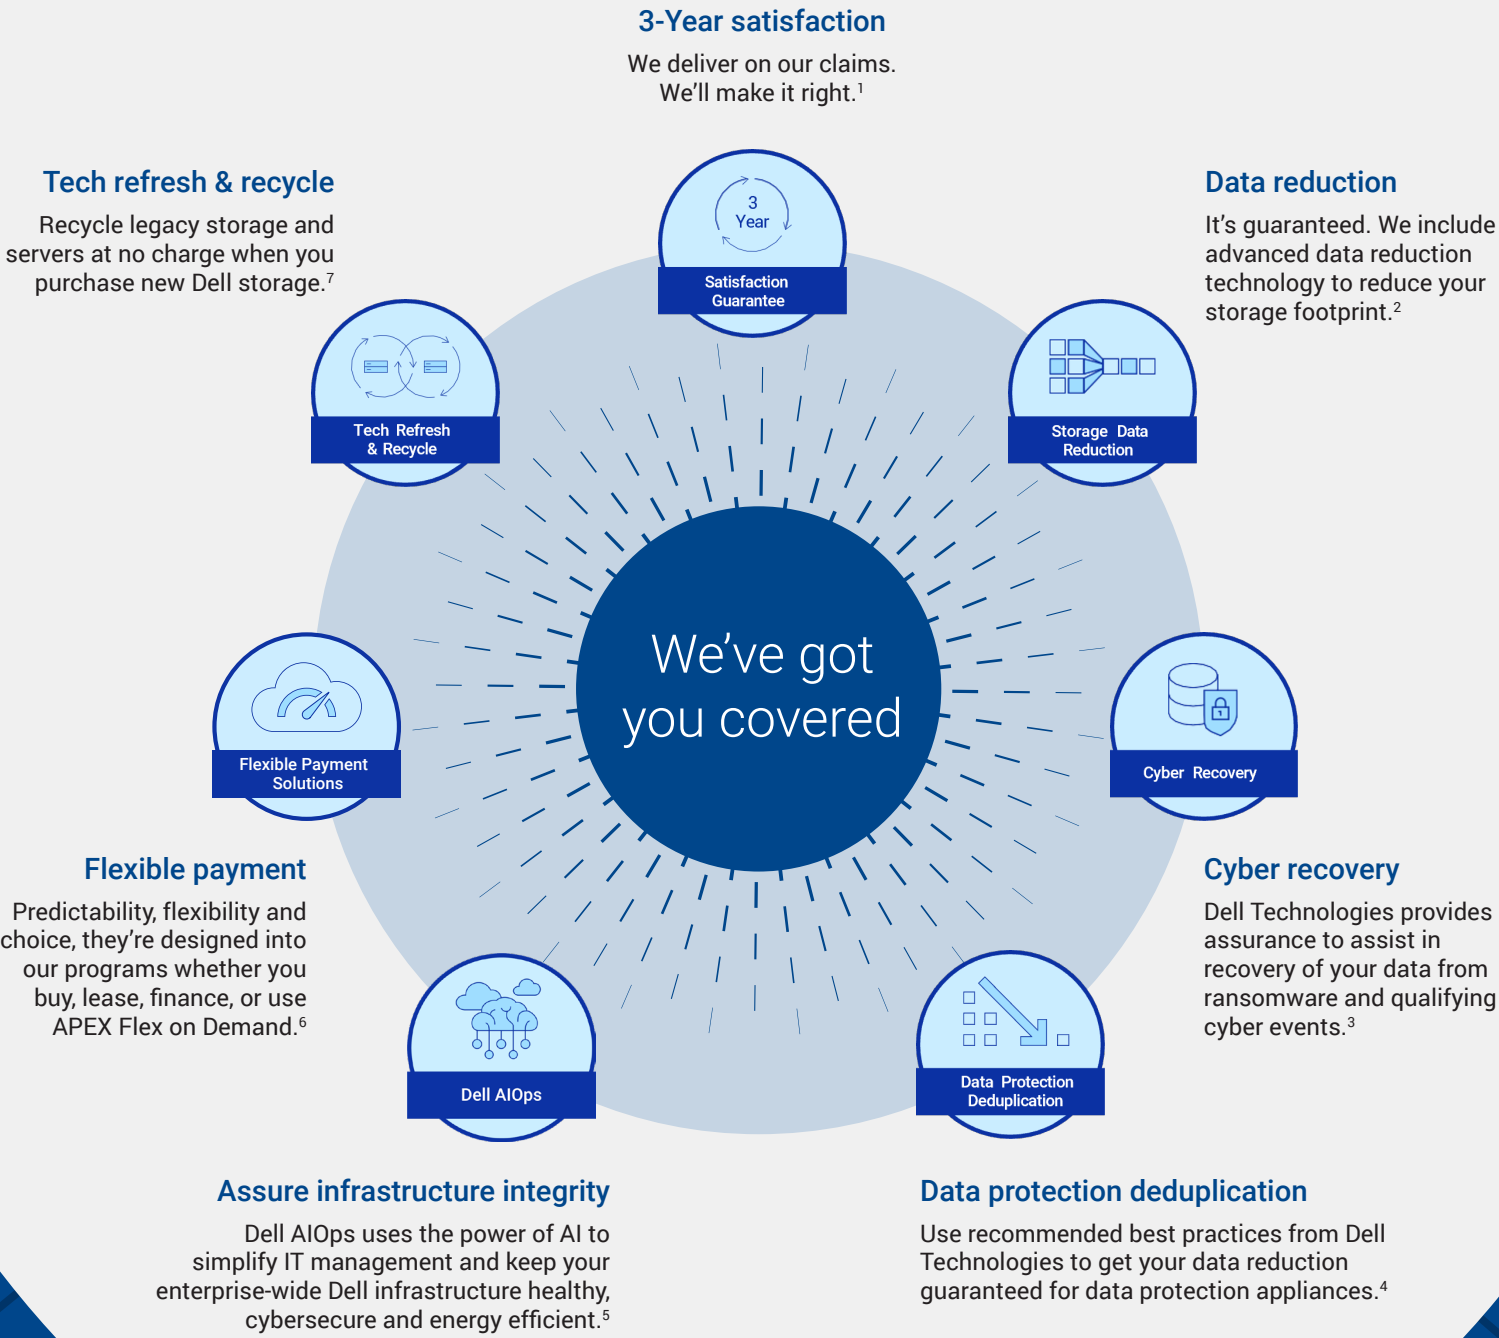 3-Year satisfaction
We deliver on our claims.
We’ll make it right.¹
3
Year
Satisfaction
Guarantee
Data reduction
It’s guaranteed. We include
advanced data reduction
technology to reduce your
storage footprint.²
Storage Data
Reduction
Cyber Recovery
Cyber recovery
Dell Technologies provides
assurance to assist in
recovery of your data from
ransomware and qualifying
cyber events.³
Data Protection
Deduplication
Data protection deduplication
Use recommended best practices from Dell
Technologies to get your data reduction
guaranteed for data protection appliances.⁴
Dell AIOps
Assure infrastructure integrity
Dell AIOps uses the power of AI to
simplify IT management and keep your
enterprise-wide Dell infrastructure healthy,
cybersecure and energy efficient.⁵
Flexible Payment
Solutions
Flexible payment
Predictability, flexibility and
choice, they’re designed into
our programs whether you
buy, lease, finance, or use
APEX Flex on Demand.⁶
Tech refresh & recycle
Recycle legacy storage and
servers at no charge when you
purchase new Dell storage.⁷
Tech Refresh
& Recycle
We’ve got
you covered